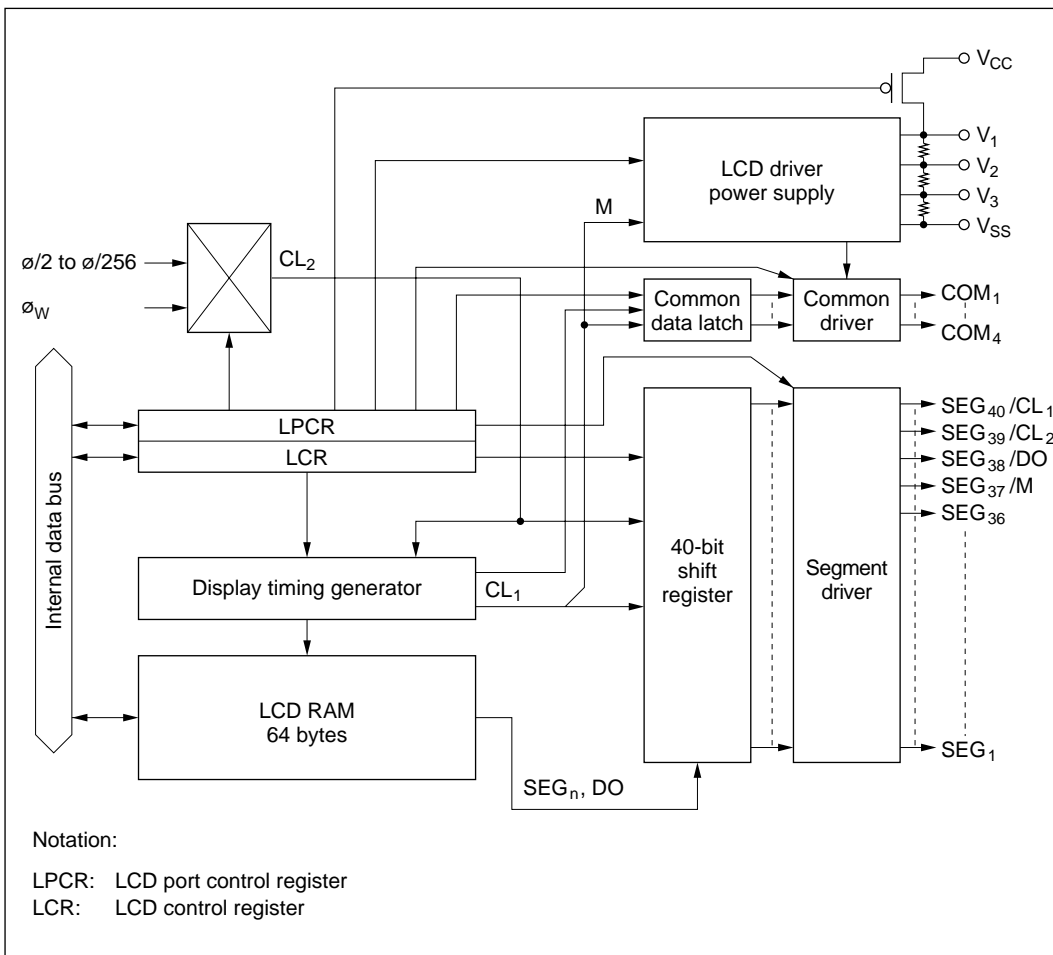 V_CC
V_1
LCD driver
power supply
V_2
V_3
M
V_SS
ø/2 to ø/256
CL_2
ø_W
Common
data latch
Common
driver
COM_1
COM_4
Internal data bus
LPCR
LCR
SEG_40/CL_1
SEG_39/CL_2
SEG_38/DO
SEG_37/M
SEG_36
40-bit
shift
register
Segment
driver
Display timing generator
CL_1
LCD RAM
64 bytes
SEG_1
SEG_n, DO
Notation:
LPCR: LCD port control register
LCR: LCD control register